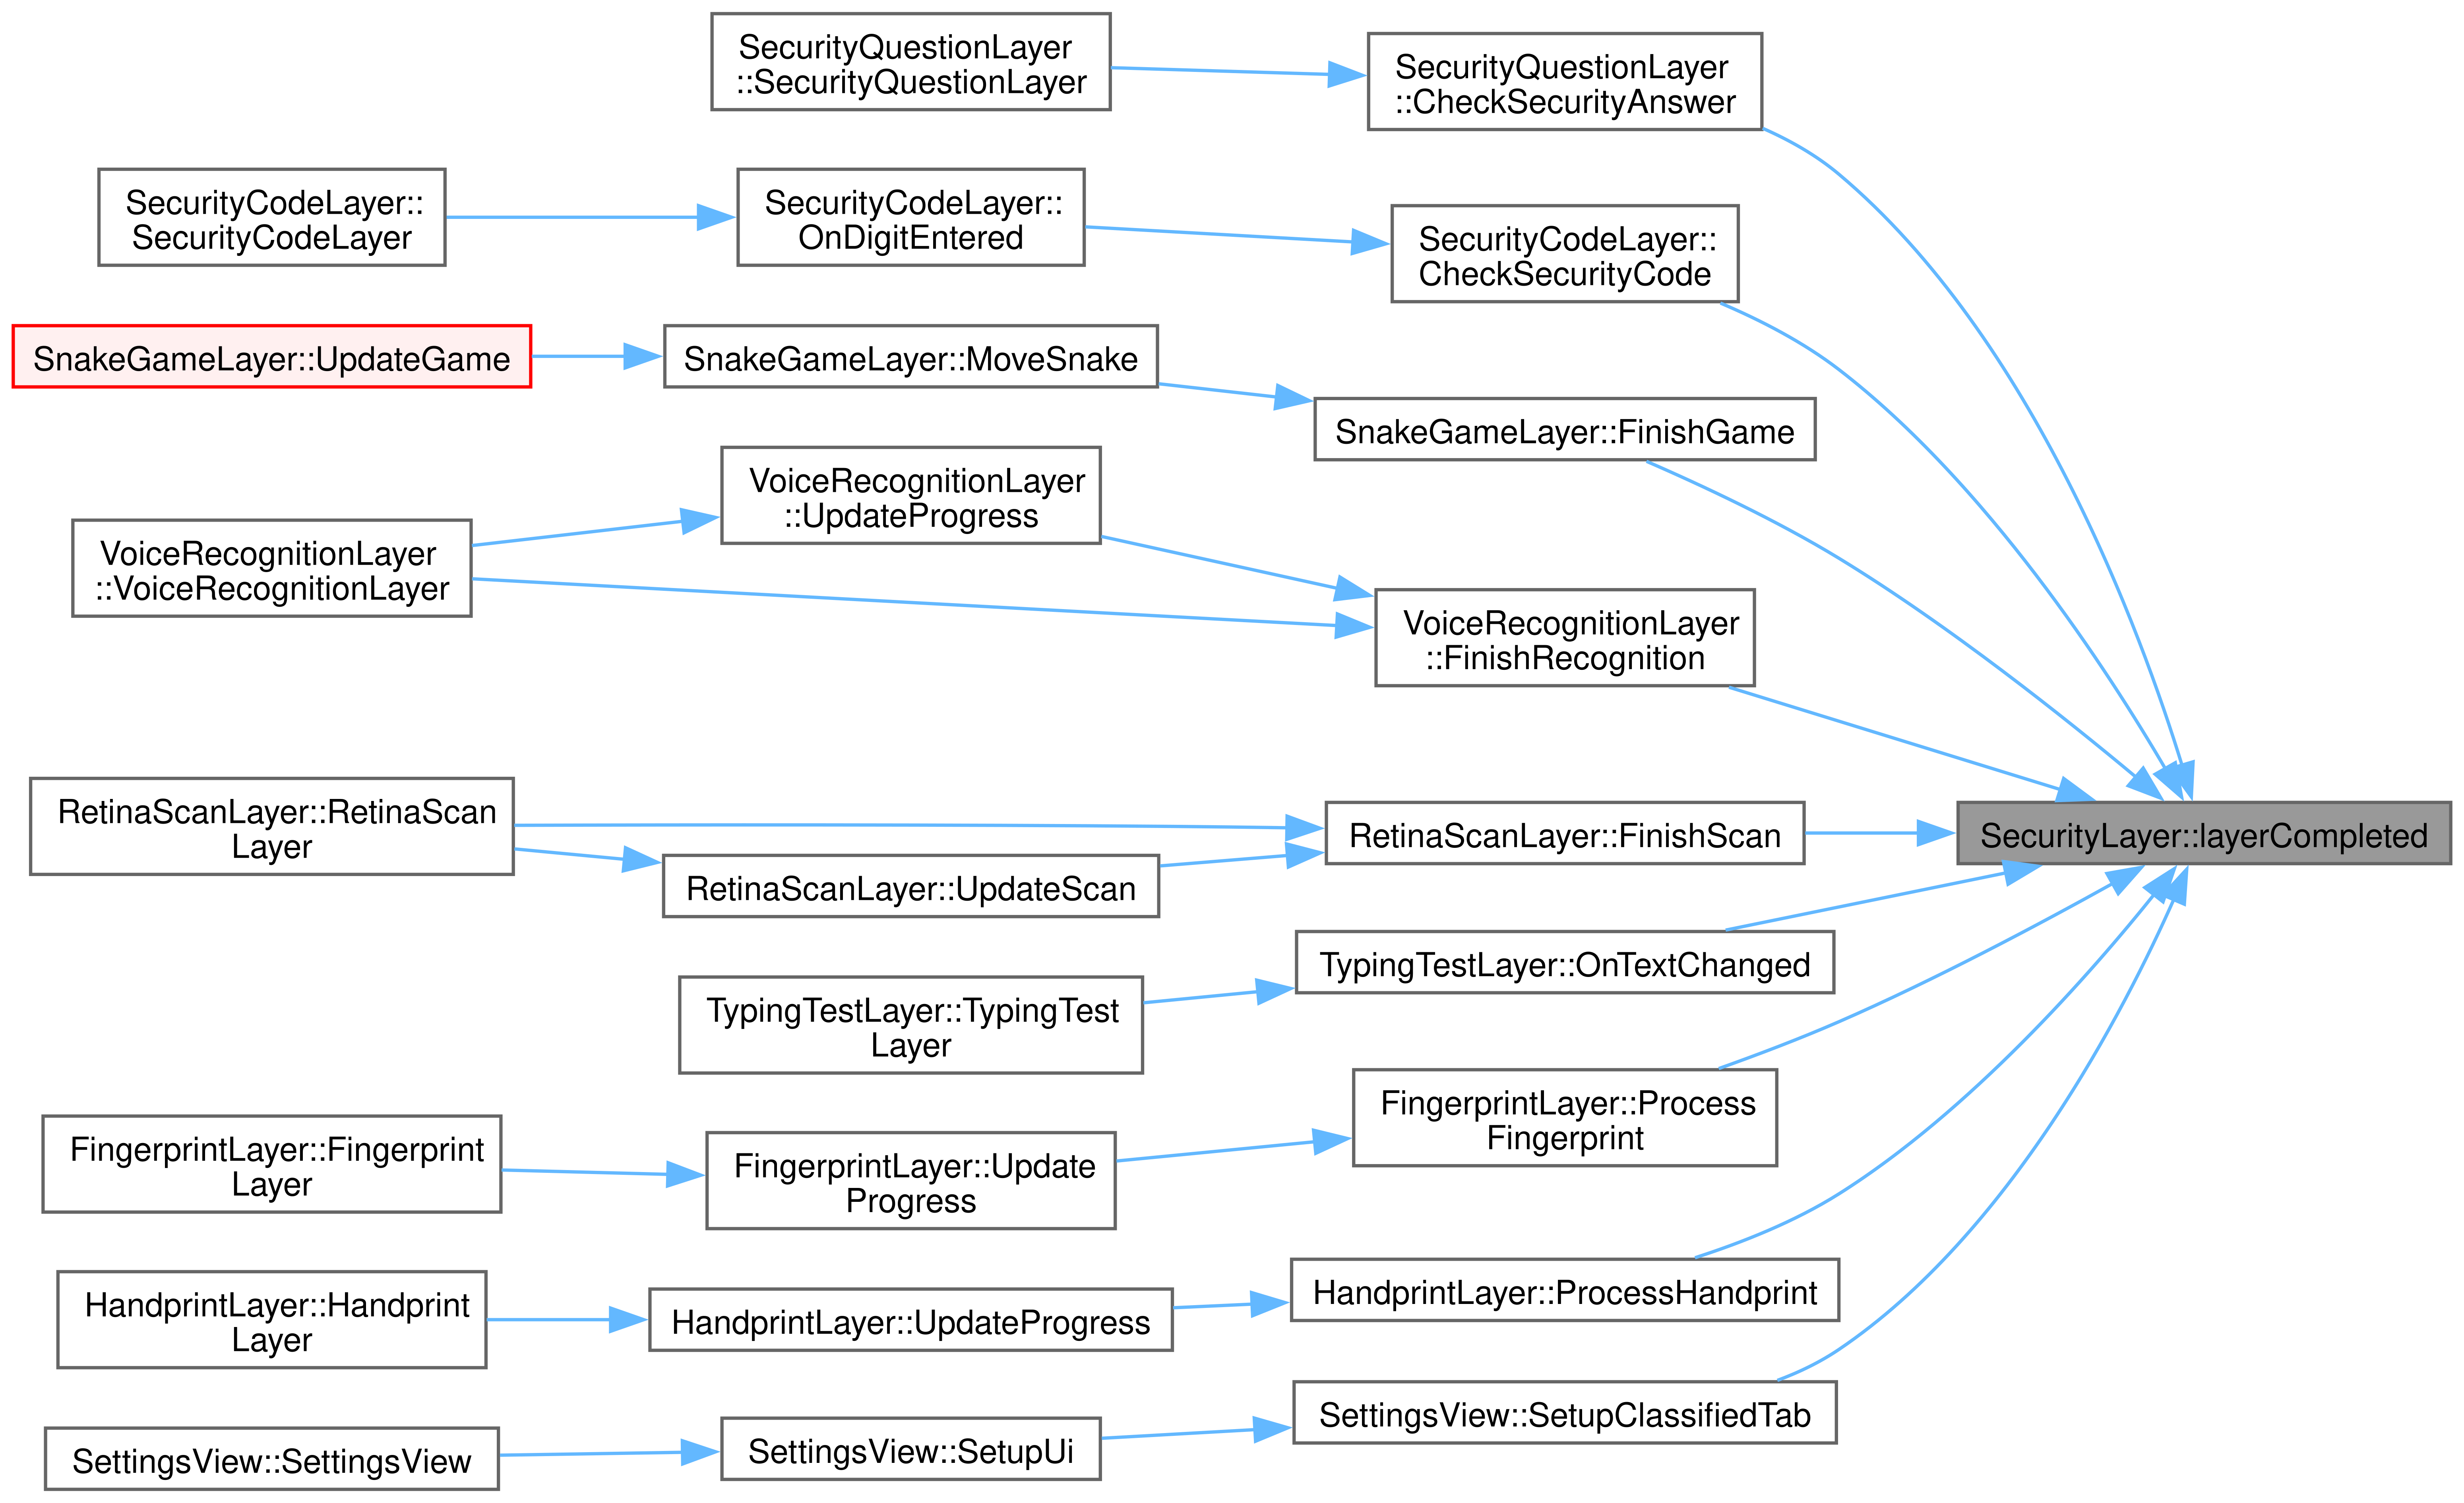 SecurityQuestionLayer
::SecurityQuestionLayer
SecurityQuestionLayer
::CheckSecurityAnswer
SecurityCodeLayer::
SecurityCodeLayer
SecurityCodeLayer::
OnDigitEntered
SecurityCodeLayer::
CheckSecurityCode
SnakeGameLayer::UpdateGame
SnakeGameLayer::MoveSnake
SnakeGameLayer::FinishGame
VoiceRecognitionLayer
::UpdateProgress
VoiceRecognitionLayer
::VoiceRecognitionLayer
VoiceRecognitionLayer
::FinishRecognition
RetinaScanLayer::RetinaScan
Layer
RetinaScanLayer::UpdateScan
RetinaScanLayer::FinishScan
SecurityLayer::layerCompleted
TypingTestLayer::OnTextChanged
TypingTestLayer::TypingTest
Layer
FingerprintLayer::Process
Fingerprint
FingerprintLayer::Fingerprint
Layer
FingerprintLayer::Update
Progress
HandprintLayer::Handprint
Layer
HandprintLayer::UpdateProgress
HandprintLayer::ProcessHandprint
SettingsView::SettingsView
SettingsView::SetupUi
SettingsView::SetupClassifiedTab